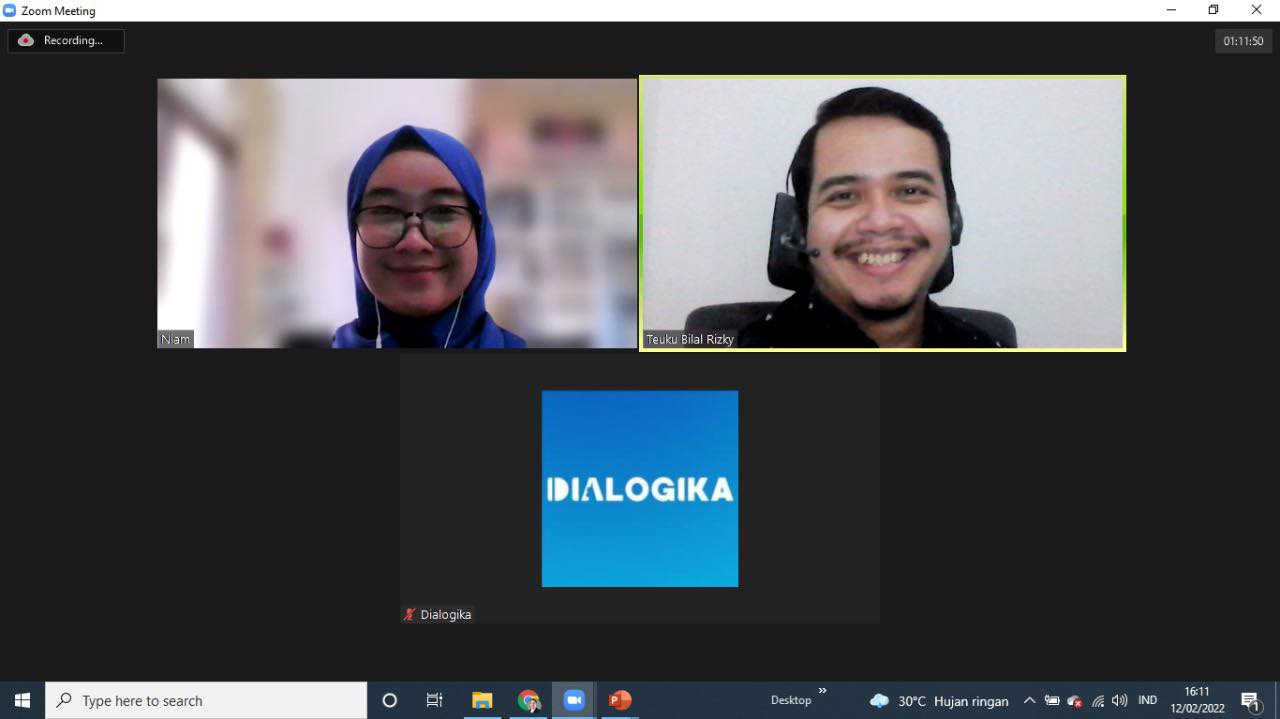 Zoom Meeting
Recording...
01:11:50
Niam
Teuku Bilal Rizky
DIALOGIKA
Dialogika
Type here to search
Desktop
30°C Hujan ringan
IND
16:11
12/02/2022
1